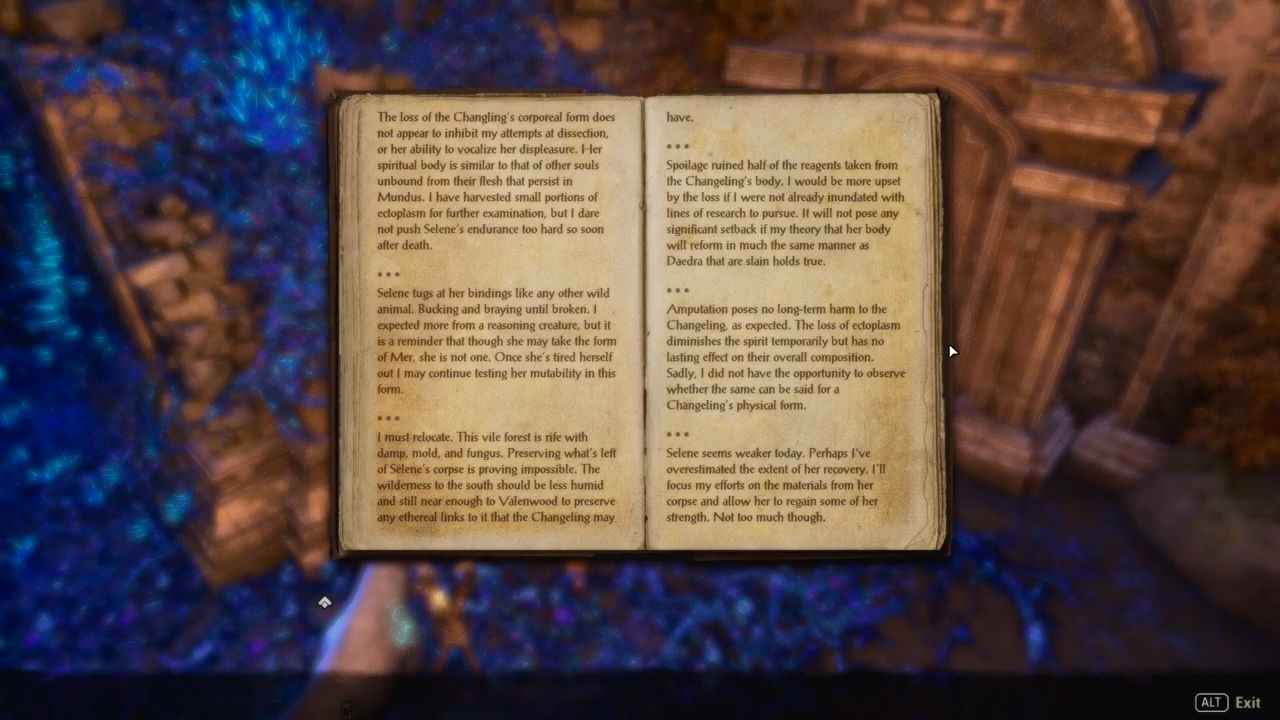 The loss of the Changling's corporeal form does
not appear to inhibit my attempts at dissection,
or her ability to vocalize her displeasure. Her
spiritual body is similar to that of other souls
unbound from their flesh that persist in
Mundus. I have harvested small portions of
ectoplasm for further examination, but I dare
not push Selene's endurance too hard so soon
after death.
***
Selene tugs at her bindings like any other wild
animal. Bucking and braying until broken. I
expected more from a reasoning creature, but it
is a reminder that though she may take the form
of Mer, she is not one. Once she's tired herself
out I may continue testing her mutability in this
form.
***
I must relocate. This vile forest is rife with
damp, mold, and fungus. Preserving what's left
of Selene's corpse is proving impossible. The
wilderness to the south should be less humid
and still near enough to Valenwood to preserve
any ethereal links to it that the Changeling may
have.
***
Spoilage ruined half of the reagents taken from
the Changeling's body. I would be more upset
by the loss if I were not already inundated with
lines of research to pursue. It will not pose any
significant setback if my theory that her body
will reform in much the same manner as
Daedra that are slain holds true.
***
Amputation poses no long-term harm to the
Changeling, as expected. The loss of ectoplasm
diminishes the spirit temporarily but has no
lasting effect on their overall composition.
Sadly, I did not have the opportunity to observe
whether the same can be said for a
Changeling's physical form.
***
Selene seems weaker today. Perhaps I've
overestimated the extent of her recovery. I'll
focus my efforts on the materials from her
corpse and allow her to regain some of her
strength. Not too much though.
ALT Exit